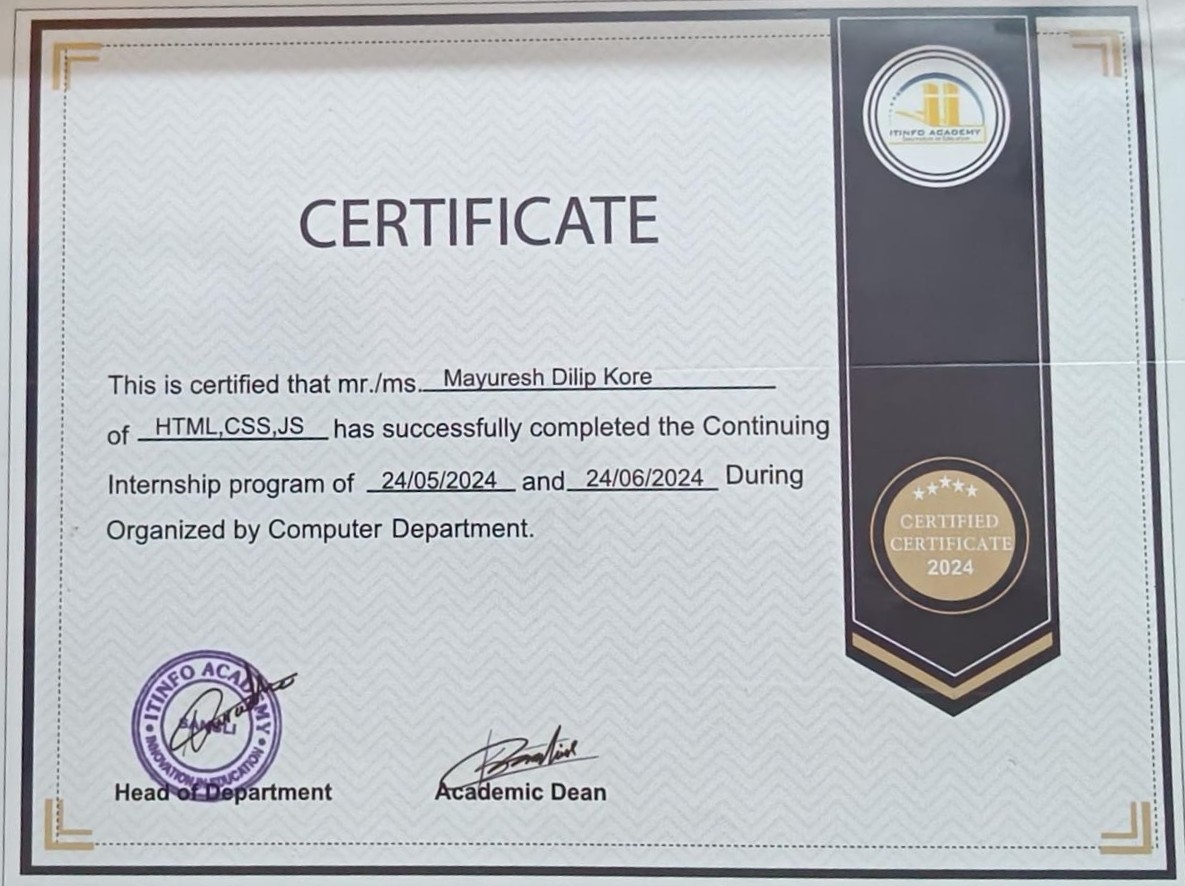 ITINFO ACADEMY
CERTIFICATE
This is certified that mr./ms. Mayuresh Dilip Kore
of HTML,CSS,JS has successfully completed the Continuing
Internship program of 24/05/2024 and 24/06/2024 During
Organized by Computer Department.
CERTIFIED
CERTIFICATE
2024
ITINFO ACADEMY
SANGLI
INNOVATION IN EDUCATION
Head of Department
Academic Dean